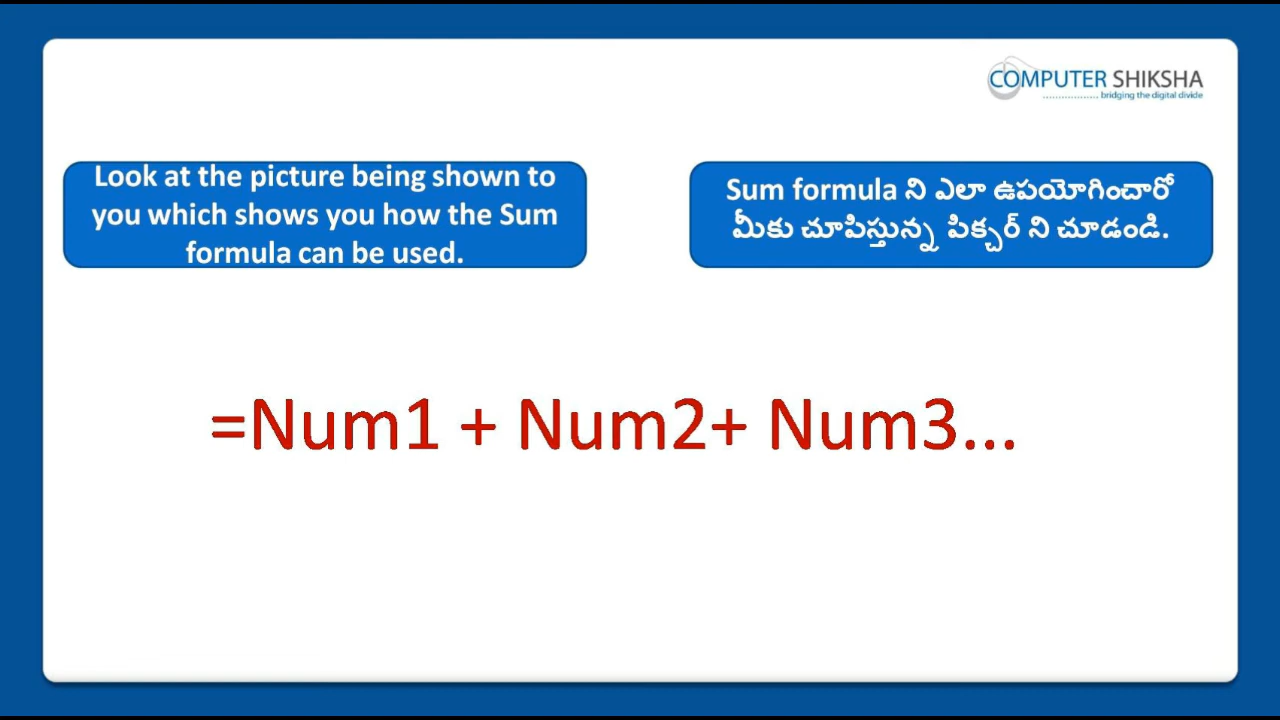 COMPUTER SHIKSHA
bridging the digital divide
Look at the picture being shown to
you which shows you how the Sum
formula can be used.
Sum formula ని ఎలా ఉపయోగించారో
మీకు చూపిస్తున్న పిక్చర్ ని చూడండి.
=Num1 + Num2+ Num3...